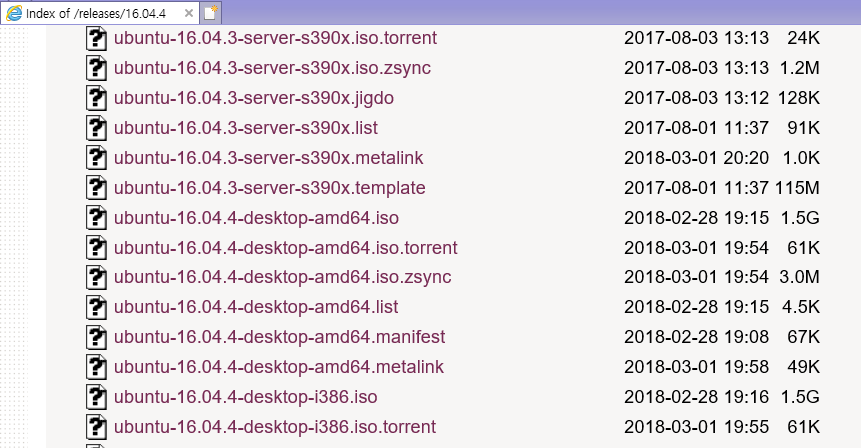 Index of /releases/16.04.4
ubuntu-16.04.3-server-s390x.iso.torrent 2017-08-03 13:13 24K
ubuntu-16.04.3-server-s390x.iso.zsync 2017-08-03 13:13 1.2M
ubuntu-16.04.3-server-s390x.jigdo 2017-08-03 13:12 128K
ubuntu-16.04.3-server-s390x.list 2017-08-01 11:37 91K
ubuntu-16.04.3-server-s390x.metalink 2018-03-01 20:20 1.0K
ubuntu-16.04.3-server-s390x.template 2017-08-01 11:37 115M
ubuntu-16.04.4-desktop-amd64.iso 2018-02-28 19:15 1.5G
ubuntu-16.04.4-desktop-amd64.iso.torrent 2018-03-01 19:54 61K
ubuntu-16.04.4-desktop-amd64.iso.zsync 2018-03-01 19:54 3.0M
ubuntu-16.04.4-desktop-amd64.list 2018-02-28 19:15 4.5K
ubuntu-16.04.4-desktop-amd64.manifest 2018-02-28 19:08 67K
ubuntu-16.04.4-desktop-amd64.metalink 2018-03-01 19:58 49K
ubuntu-16.04.4-desktop-i386.iso 2018-02-28 19:16 1.5G
ubuntu-16.04.4-desktop-i386.iso.torrent 2018-03-01 19:55 61K